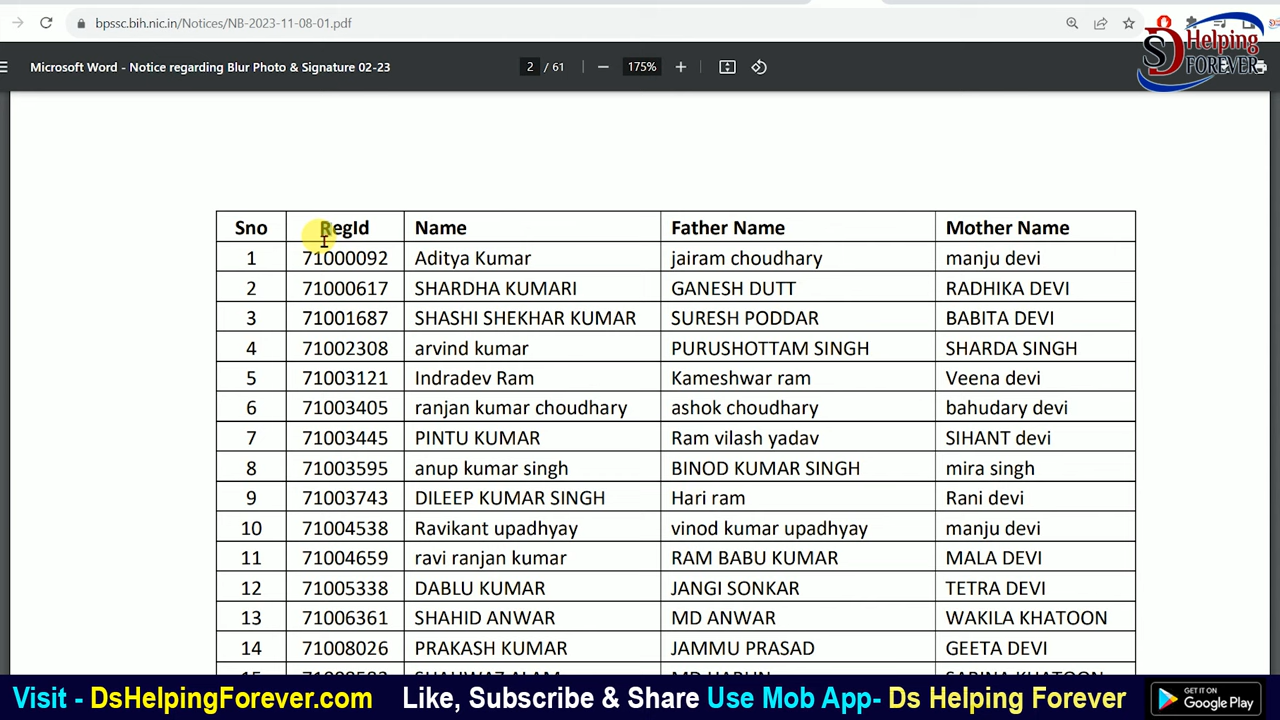 bpssc.bih.nic.in/Notices/NB-2023-11-08-01.pdf
SD Helping FOREVER
Microsoft Word - Notice regarding Blur Photo & Signature 02-23
2 / 61
175%
Sno RegId Name Father Name Mother Name
1 71000092 Aditya Kumar jairam choudhary manju devi
2 71000617 SHARDHA KUMARI GANESH DUTT RADHIKA DEVI
3 71001687 SHASHI SHEKHAR KUMAR SURESH PODDAR BABITA DEVI
4 71002308 arvind kumar PURUSHOTTAM SINGH SHARDA SINGH
5 71003121 Indradev Ram Kameshwar ram Veena devi
6 71003405 ranjan kumar choudhary ashok choudhary bahudary devi
7 71003445 PINTU KUMAR Ram vilash yadav SIHANT devi
8 71003595 anup kumar singh BINOD KUMAR SINGH mira singh
9 71003743 DILEEP KUMAR SINGH Hari ram Rani devi
10 71004538 Ravikant upadhyay vinod kumar upadhyay manju devi
11 71004659 ravi ranjan kumar RAM BABU KUMAR MALA DEVI
12 71005338 DABLU KUMAR JANGI SONKAR TETRA DEVI
13 71006361 SHAHID ANWAR MD ANWAR WAKILA KHATOON
14 71008026 PRAKASH KUMAR JAMMU PRASAD GEETA DEVI
Visit - DsHelpingForever.com Like, Subscribe & Share Use Mob App- Ds Helping Forever GET IT ON Google Play